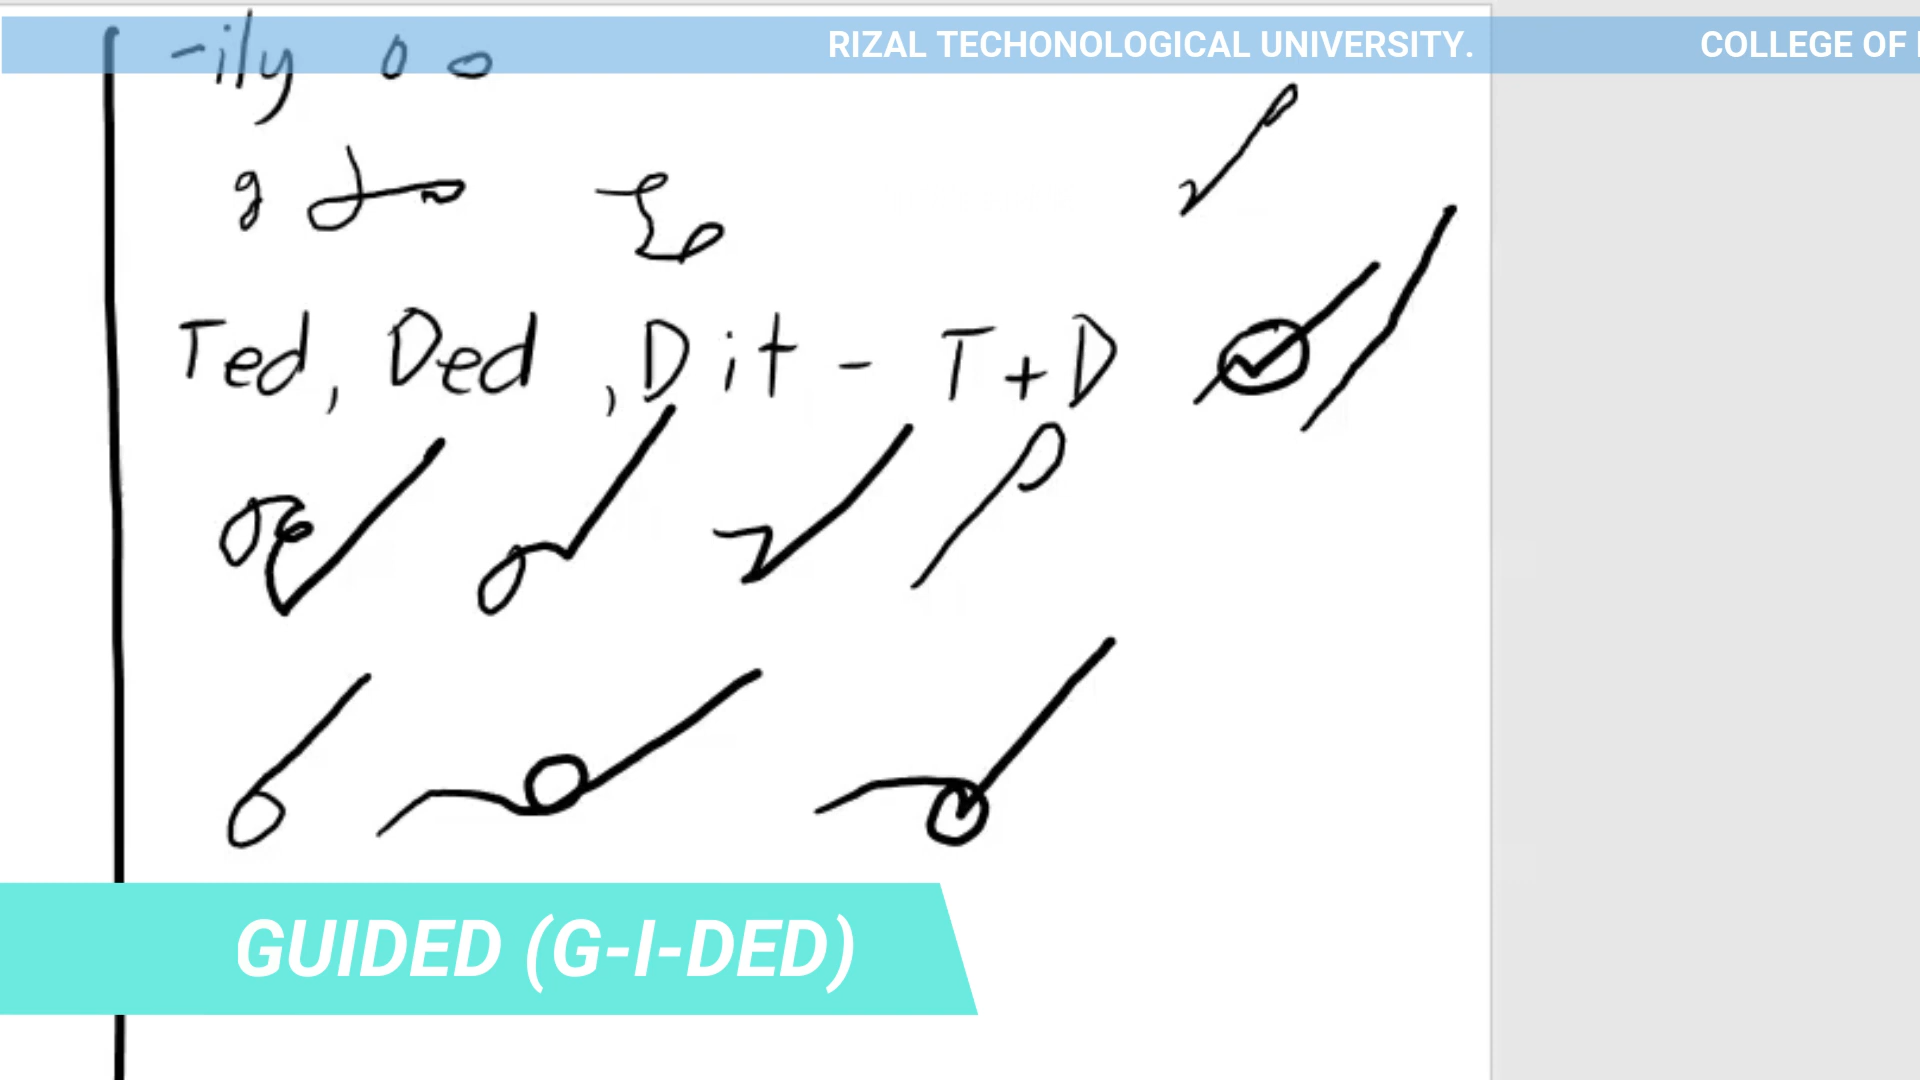 RIZAL TECHONOLOGICAL UNIVERSITY. COLLEGE OF
-ily
Ted, Ded, Dit - T+D
GUIDED (G-I-DED)